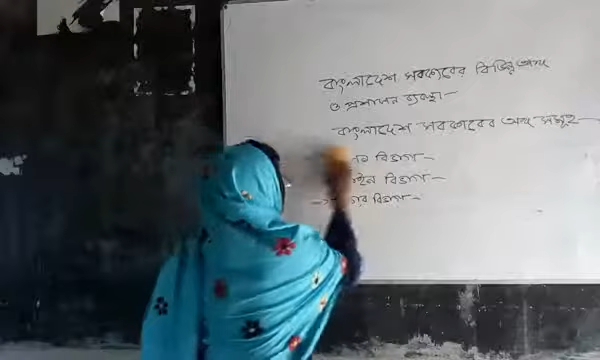 বাংলাদেশ সরকারের বিভিন্ন অঙ্গ
ও প্রশাসন ব্যবস্থা -
বাংলাদেশ সরকারের অঙ্গ সমূহ -
বিভাগ -
বিভাগ -
বিভাগ -